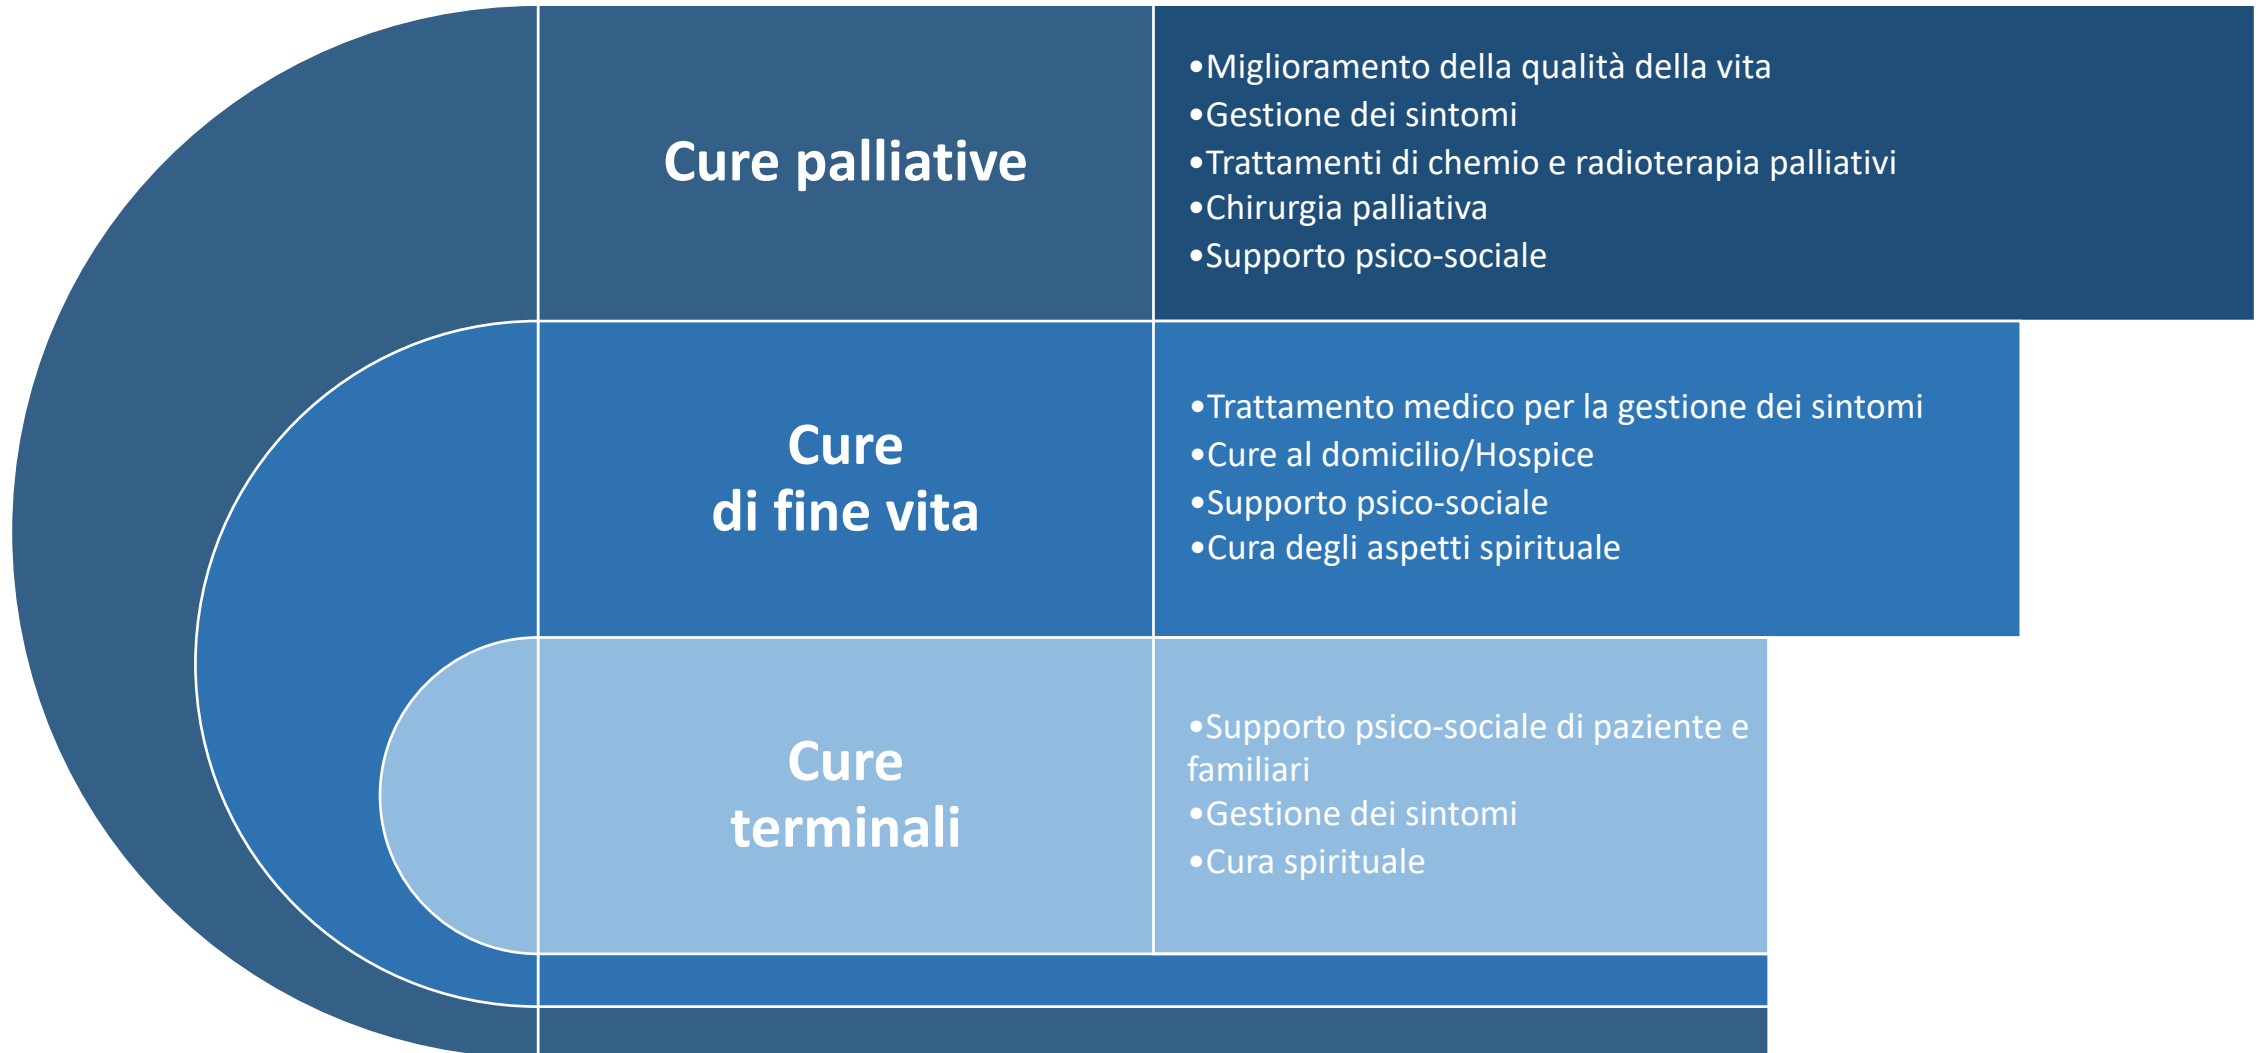 Cure palliative
•Miglioramento della qualità della vita
•Gestione dei sintomi
•Trattamenti di chemio e radioterapia palliativi
•Chirurgia palliativa
•Supporto psico-sociale
Cure
di fine vita
•Trattamento medico per la gestione dei sintomi
•Cure al domicilio/Hospice
•Supporto psico-sociale
•Cura degli aspetti spirituale
Cure
terminali
•Supporto psico-sociale di paziente e
familiari
•Gestione dei sintomi
•Cura spirituale